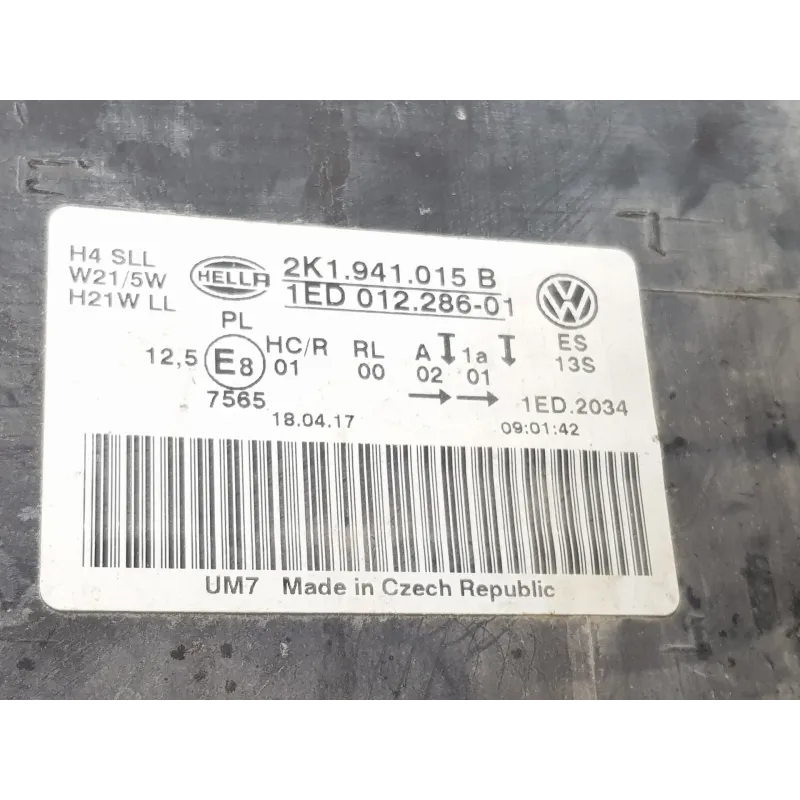 H4 SLL
W21/5W
H21W LL
HELLA
2K1.941.015 B
1ED 012.286-01
VW
PL
12,5 E8 HC/R RL A 1a ES
01 00 02 01 13S
7565
1ED.2034
18.04.17
09:01:42
UM7 Made in Czech Republic